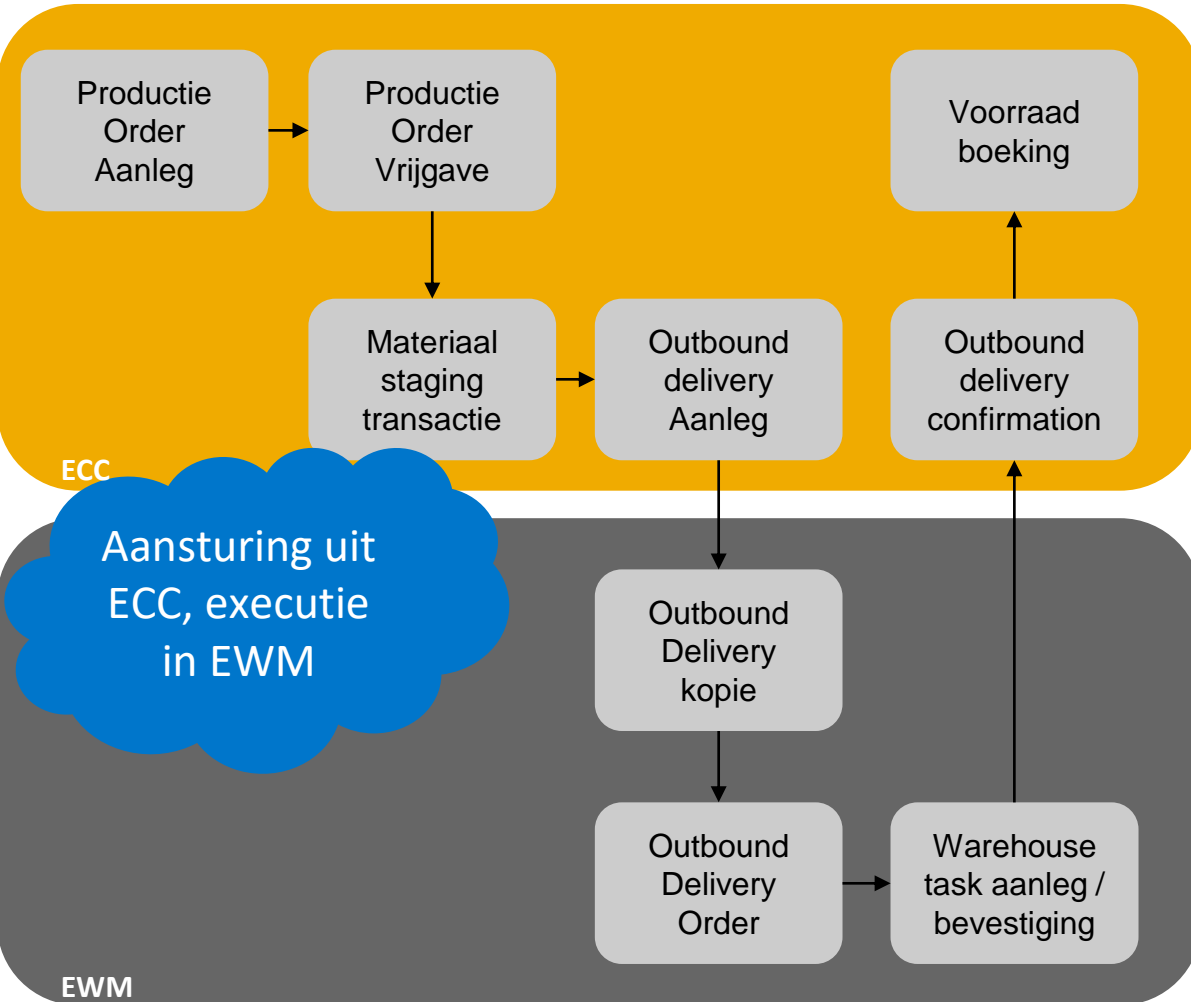 Productie
Order
Aanleg
Productie
Order
Vrijgave
Voorraad
boeking
Materiaal
staging
transactie
Outbound
delivery
Aanleg
Outbound
delivery
confirmation
ECC
Aansturing uit
ECC, executie
in EWM
Outbound
Delivery
kopie
Outbound
Delivery
Order
Warehouse
task aanleg /
bevestiging
EWM